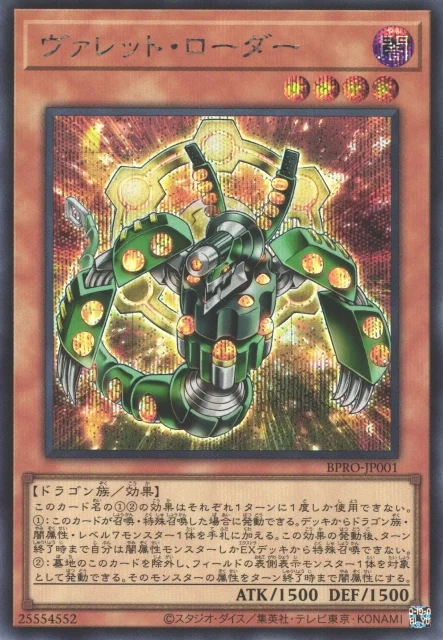 ヴァレット・ローダー
闇
BPRO-JP001
【ドラゴン族／効果】
このカード名の①②の効果はそれぞれ1ターンに1度しか使用できない。
①：このカードが召喚・特殊召喚した場合に発動できる。デッキからドラゴン族・
闇属性・レベル7モンスター1体を手札に加える。この効果の発動後、ターン
終了時まで自分は闇属性モンスターしかEXデッキから特殊召喚できない。
②：墓地のこのカードを除外し、フィールドの表側表示モンスター1体を対象
として発動できる。そのモンスターの属性をターン終了時まで闇属性にする。
ATK/1500 DEF/1500
25554552 ©スタジオ・ダイス／集英社・テレビ東京・KONAMI